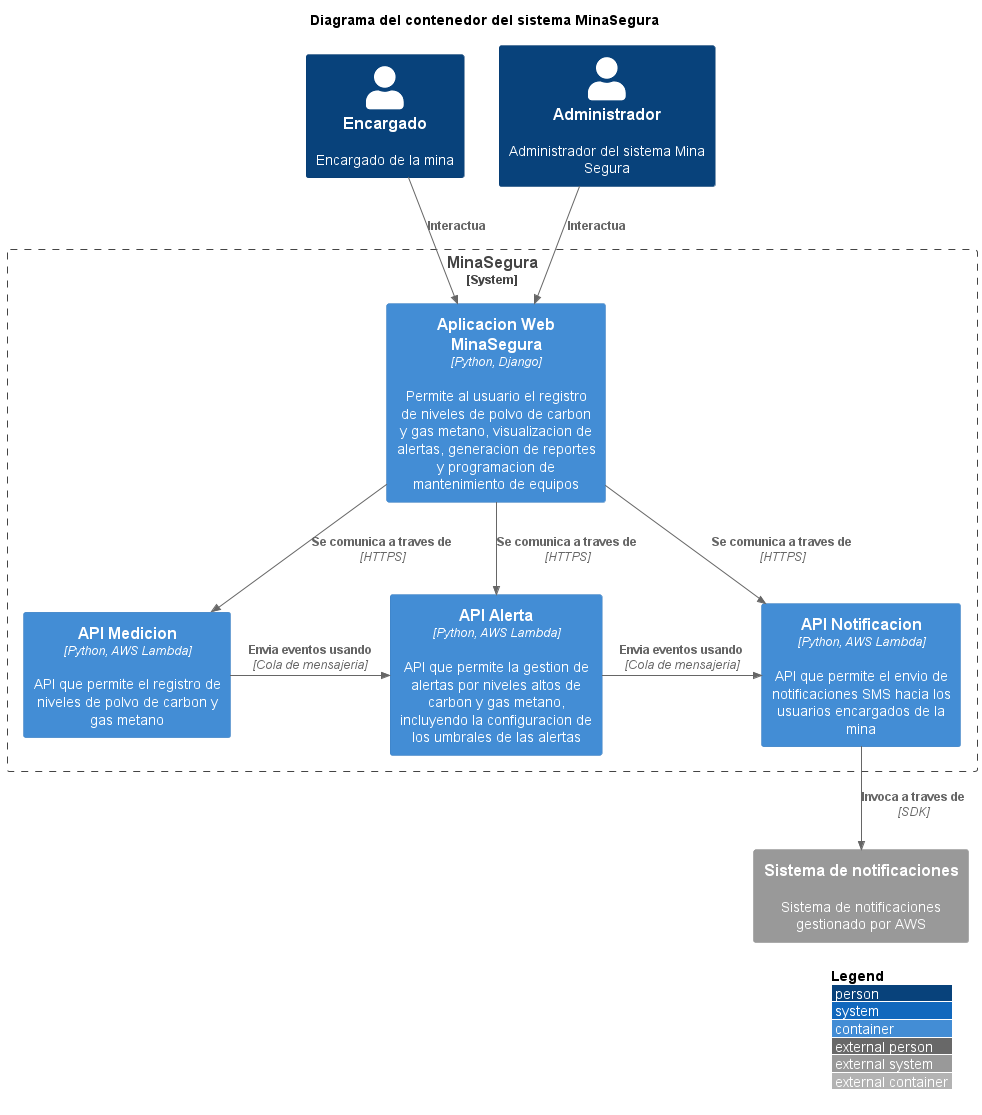 Diagrama del contenedor del sistema MinaSegura
Encargado
Encargado de la mina
Administrador
Administrador del sistema Mina
Segura
Interactua
Interactua
MinaSegura
[System]
Aplicacion Web
MinaSegura
[Python, Django]
Permite al usuario el registro
de niveles de polvo de carbon
y gas metano, visualizacion de
alertas, generacion de reportes
y programacion de
mantenimiento de equipos
Se comunica a traves de
[HTTPS]
Se comunica a traves de
[HTTPS]
Se comunica a traves de
[HTTPS]
API Medicion
[Python, AWS Lambda]
API que permite el registro de
niveles de polvo de carbon y
gas metano
Envia eventos usando
[Cola de mensajeria]
API Alerta
[Python, AWS Lambda]
API que permite la gestion de
alertas por niveles altos de
carbon y gas metano,
incluyendo la configuracion de
los umbrales de las alertas
Envia eventos usando
[Cola de mensajeria]
API Notificacion
[Python, AWS Lambda]
API que permite el envio de
notificaciones SMS hacia los
usuarios encargados de la
mina
Invoca a traves de
[SDK]
Sistema de notificaciones
Sistema de notificaciones
gestionado por AWS
Legend
person
system
container
external person
external system
external container